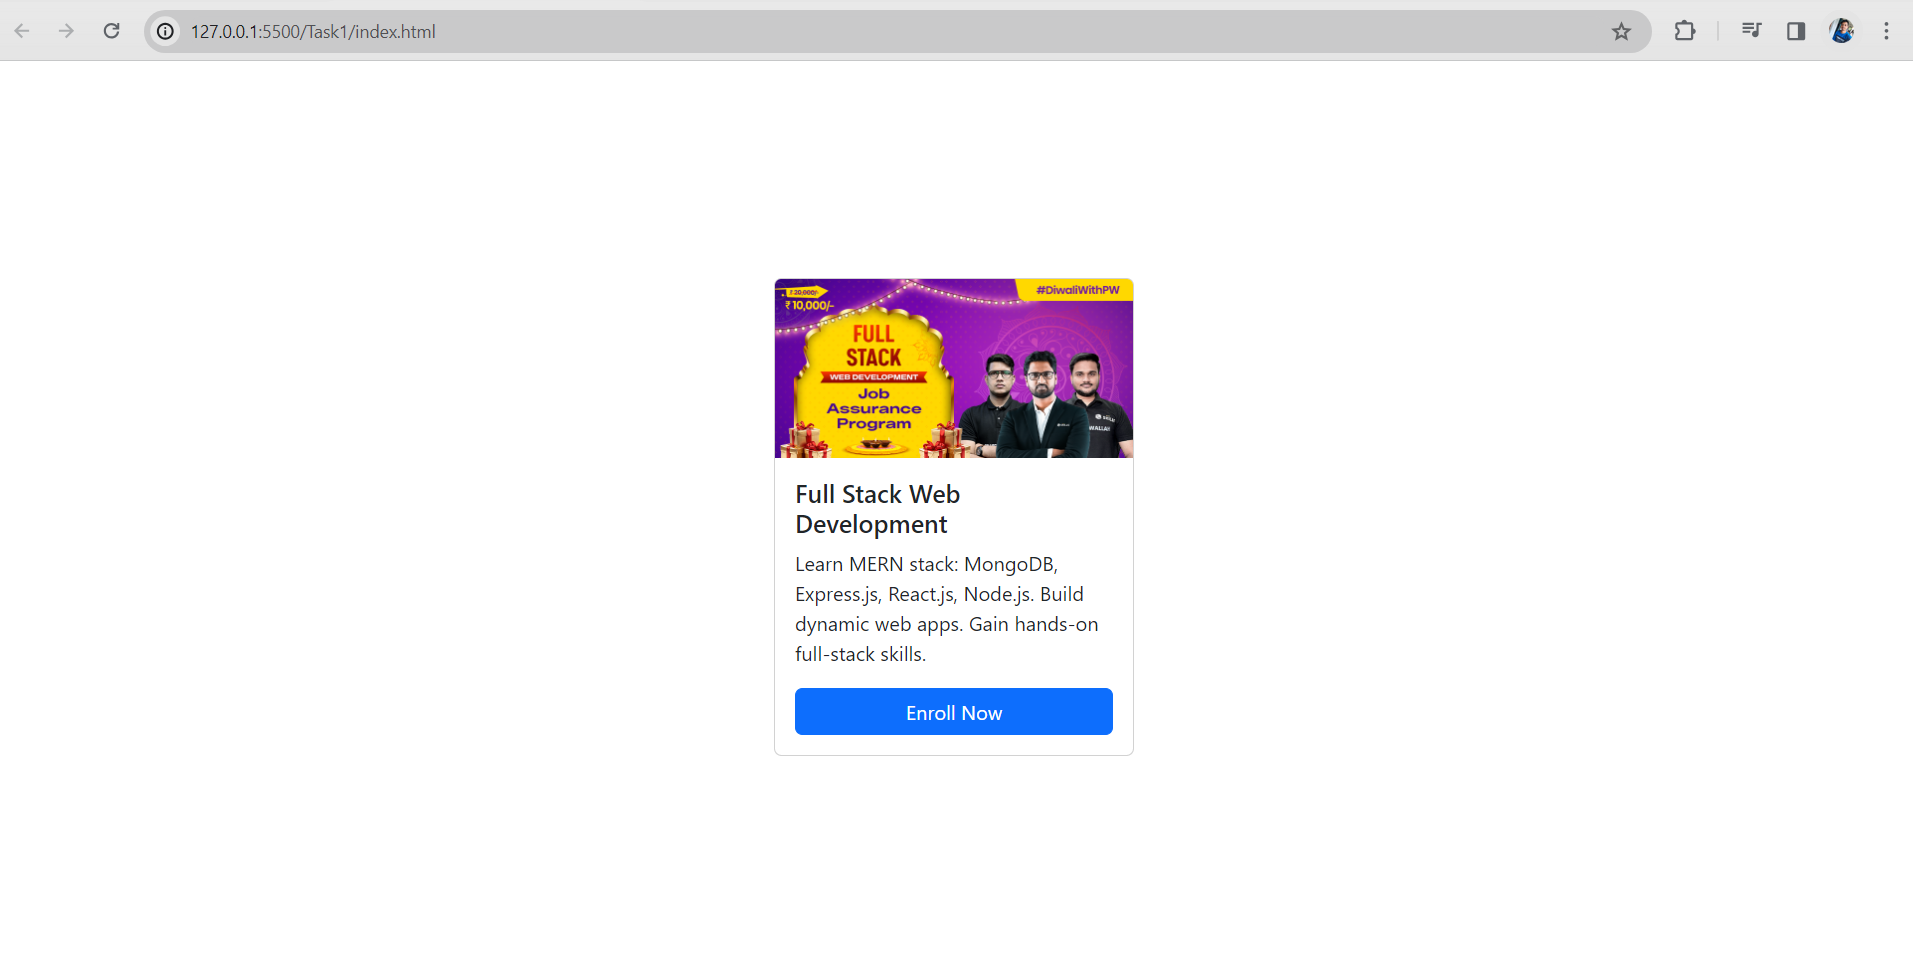 127.0.0.1:5500/Task1/index.html
₹ 20,000/-
₹ 10,000/-
#DiwaliWithPW
FULL
STACK
WEB DEVELOPMENT
Job
Assurance
Program
WALLAH
Full Stack Web
Development
Learn MERN stack: MongoDB,
Express.js, React.js, Node.js. Build
dynamic web apps. Gain hands-on
full-stack skills.
Enroll Now